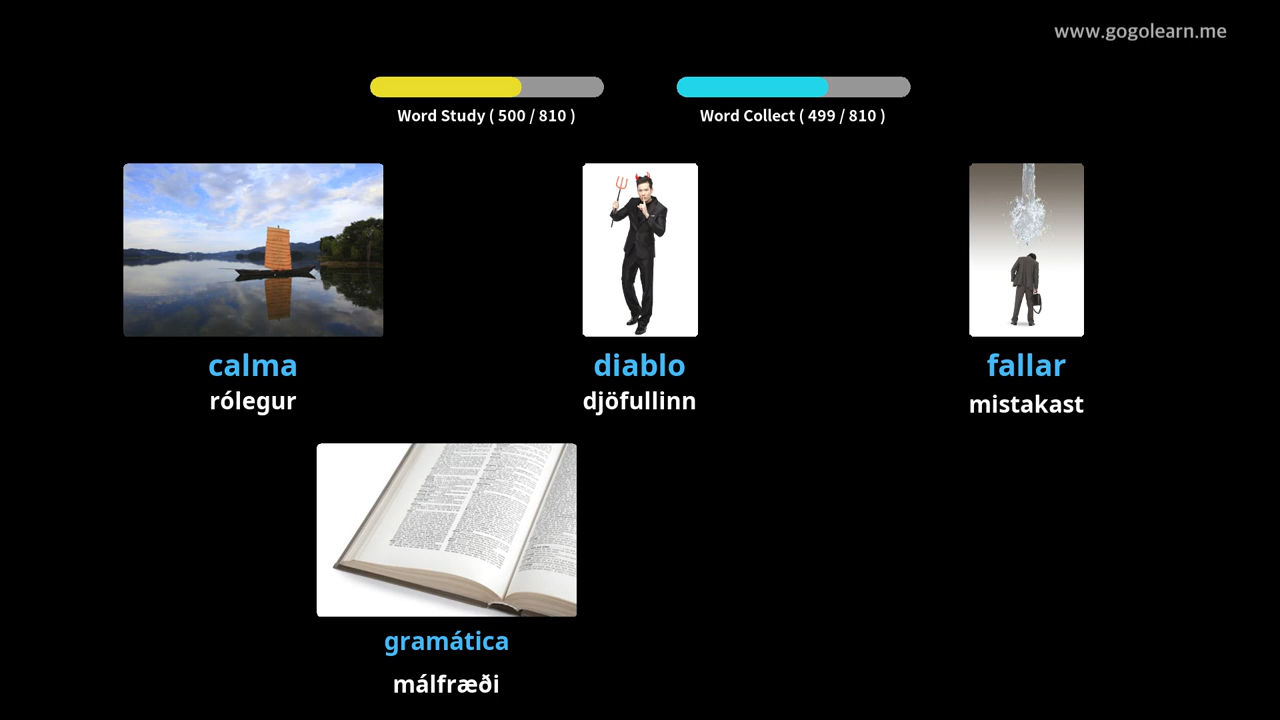 www.gogolearn.me
Word Study ( 500 / 810 )
Word Collect ( 499 / 810 )
calma
rólegur
diablo
djöfullinn
fallar
mistakast
gramática
málfræði